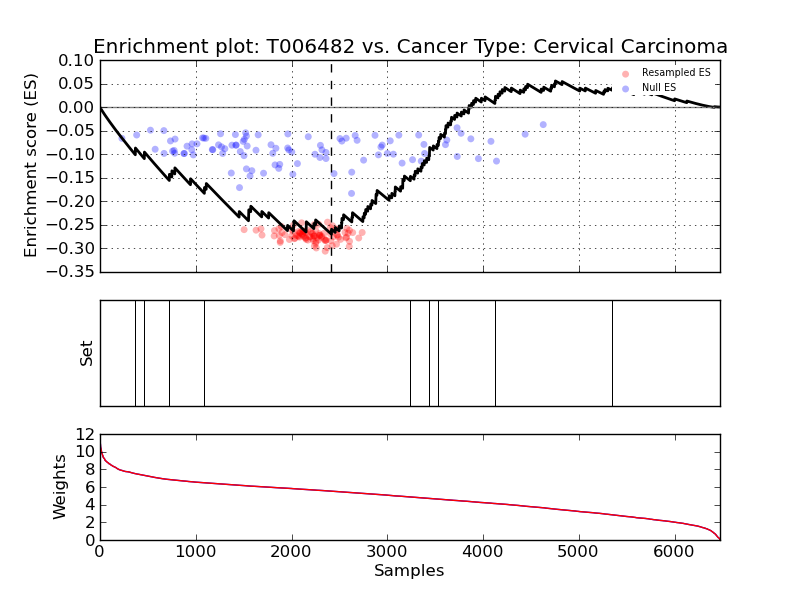 Enrichment plot: T006482 vs. Cancer Type: Cervical Carcinoma
Enrichment score (ES)
0.10
0.05
0.00
−0.05
−0.10
−0.15
−0.20
−0.25
−0.30
−0.35
Resampled ES
Null ES
Set
Weights
12
10
8
6
4
2
0
0 1000 2000 3000 4000 5000 6000
Samples